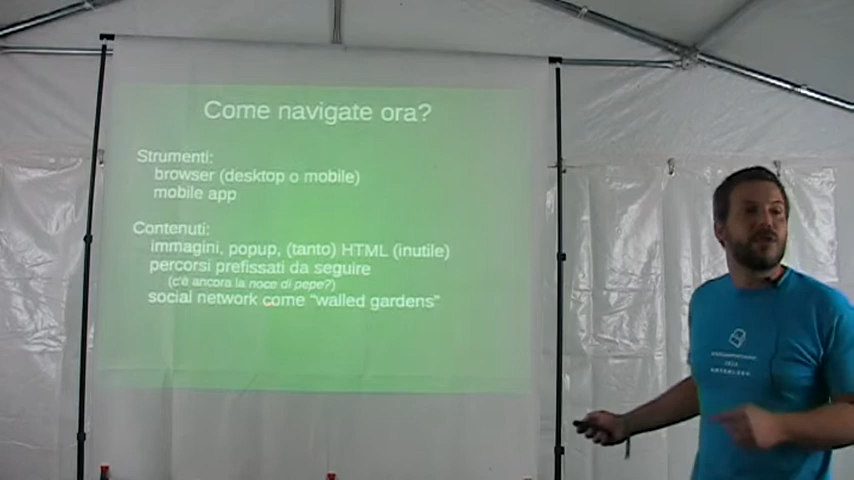 Come navigate ora?
Strumenti:
browser (desktop o mobile)
mobile app
Contenuti:
immagini, popup, (tanto) HTML (inutile)
percorsi prefissati da seguire
(c'è ancora la noce di pepe?)
social network come "walled gardens"